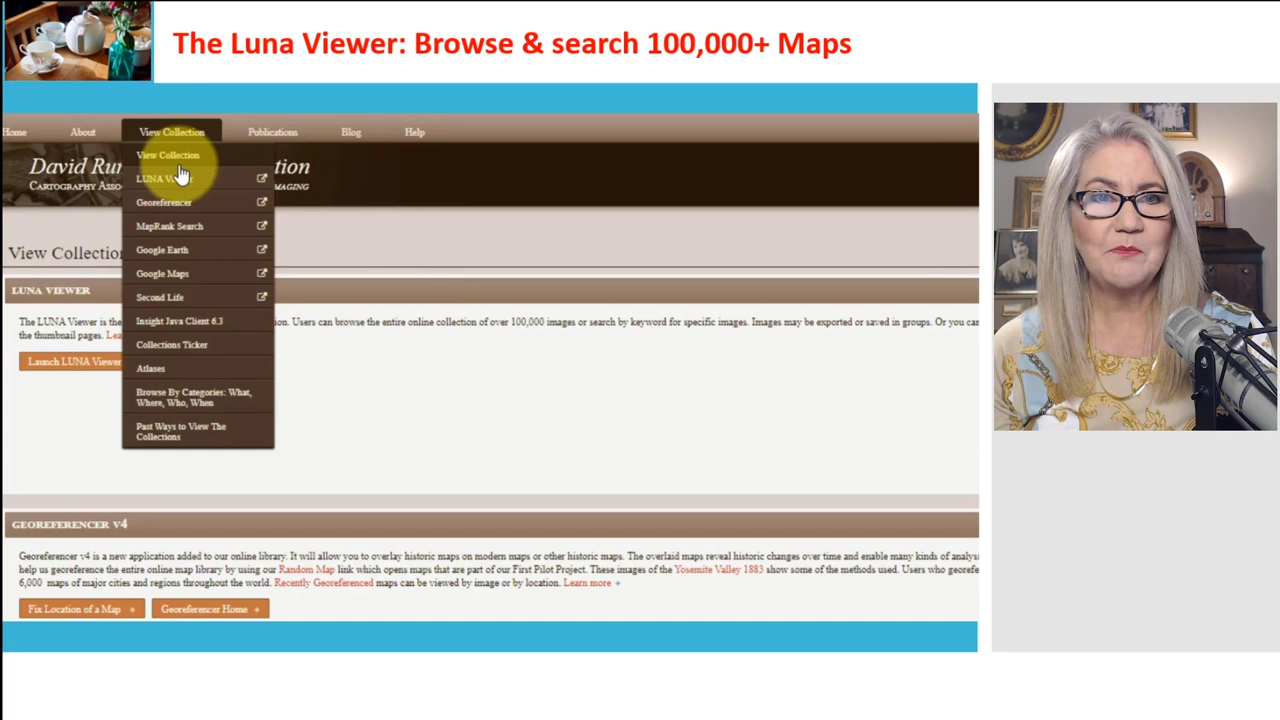 The Luna Viewer: Browse & search 100,000+ Maps
Home About View Collection Publications Blog Help
David Rum tion
CARTOGRAPHY ASSO MAGING
View Collection
LUNA
Georeferencer
MapRank Search
Google Earth
Google Maps
Second Life
Insight Java Client 6.3
Collections Ticker
Atlases
Browse By Categories: What,
Where, Who, When
Past Ways to View The
Collections
View Collection
LUNA VIEWER
The LUNA Viewer is the ion. Users can browse the entire online collection of over 100,000 images or search by keyword for specific images. Images may be exported or saved in groups. Or you can
the thumbnail pages. Lea
Launch LUNA Viewer
GEOREFERENCER V4
Georeferencer v4 is a new application added to our online library. It will allow you to overlay historic maps on modern maps or other historic maps. The overlaid maps reveal historic changes over time and enable many kinds of analys
help us georeference the entire online map library by using our Random Map link which opens maps that are part of our First Pilot Project. These images of the Yosemite Valley 1883 show some of the methods used. Users who georefe
6,000 maps of major cities and regions throughout the world. Recently Georeferenced maps can be viewed by image or by location. Learn more +
Fix Location of a Map + Georeferencer Home +